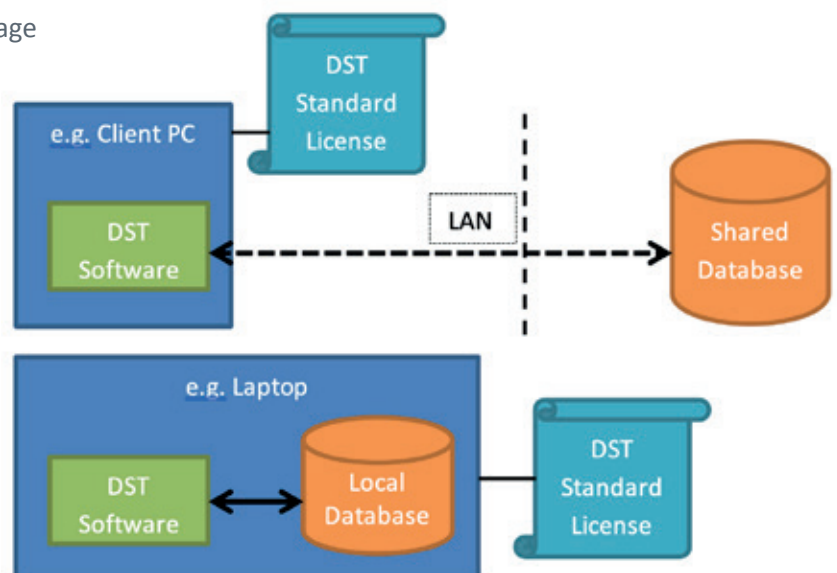 age
DST
Standard
License
e.g. Client PC
LAN
DST
Software
Shared
Database
e.g. Laptop
DST
Software
Local
Database
DST
Standard
License